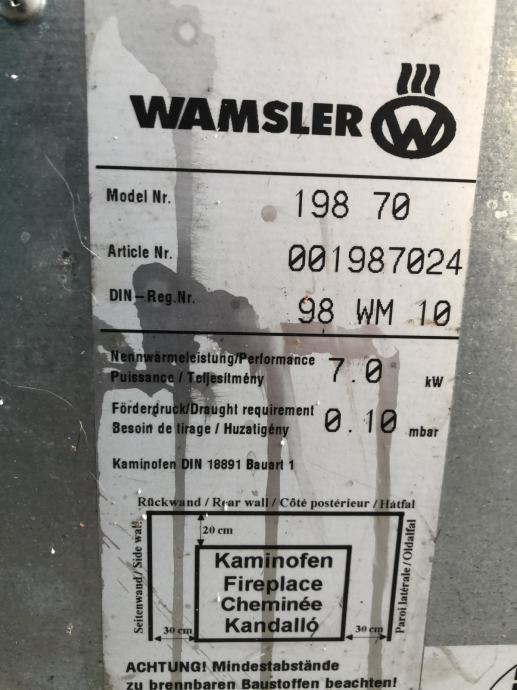 WAMSLER W
Model Nr. 198 70
Article Nr. 001987024
DIN-Reg.Nr. 98 WM 10
Nennwärmeleistung/Performance 7.0 kW
Puissance / Teljesitmény
Förderdruck/Draught requirement 0.10 mbar
Besoin de tirage / Huzatigény
Kaminofen DIN 18891 Bauart 1
Rückwand / Rear wall / Côté postérieur / Hátfal
20 cm
Seitenwand / Side wall
Kaminofen
Fireplace
Cheminée
Kandalló
Paroi latérale / Oldalfal
30 cm 30 cm
ACHTUNG! Mindestabstände
zu brennbaren Baustoffen beachten!